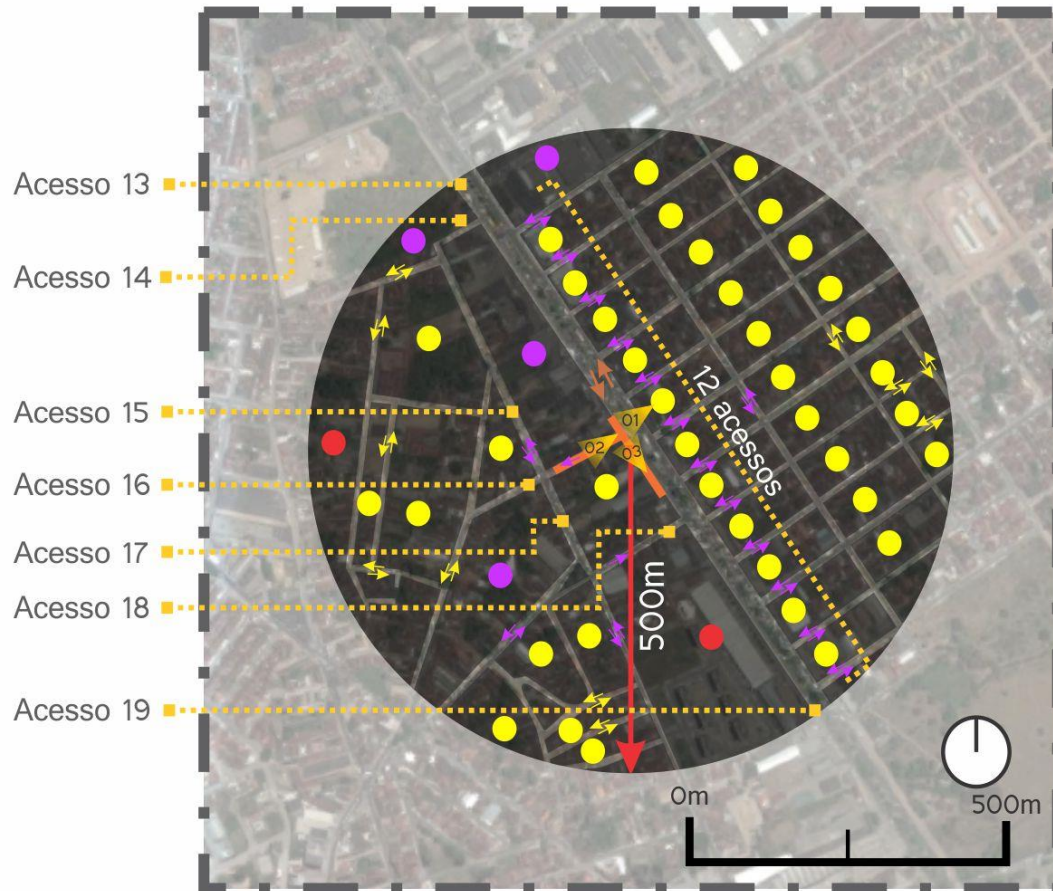 Acesso 13
Acesso 14
Acesso 15
Acesso 16
Acesso 17
Acesso 18
Acesso 19
12 acessos
01
02
03
500m
0m
500m